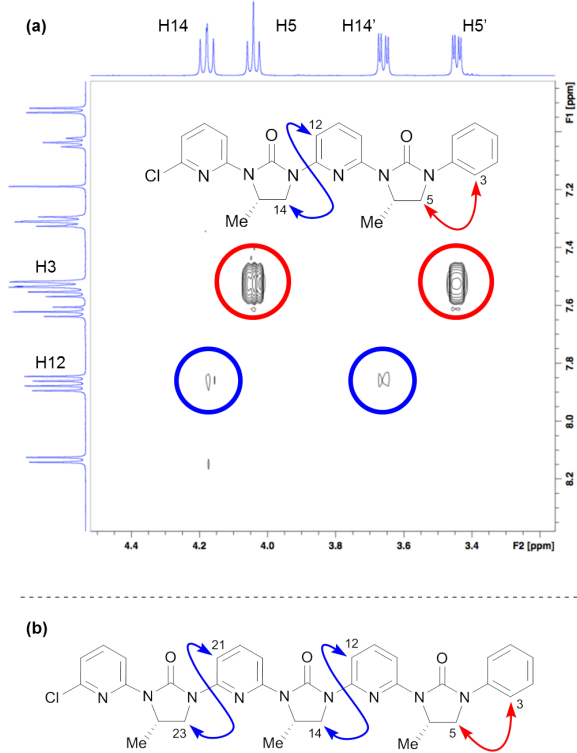 (a)
H14 H5 H14’ H5’
F1 [ppm]
12
O O
Cl N N N N N N
3
14 5
Me Me
7.2
7.4
H3
7.6
H12
7.8
8.0
8.2
4.4 4.2 4.0 3.8 3.6 3.4 F2 [ppm]
(b)
21 12
O O O
Cl N N N N N N N N N
3
23 14 5
Me Me Me